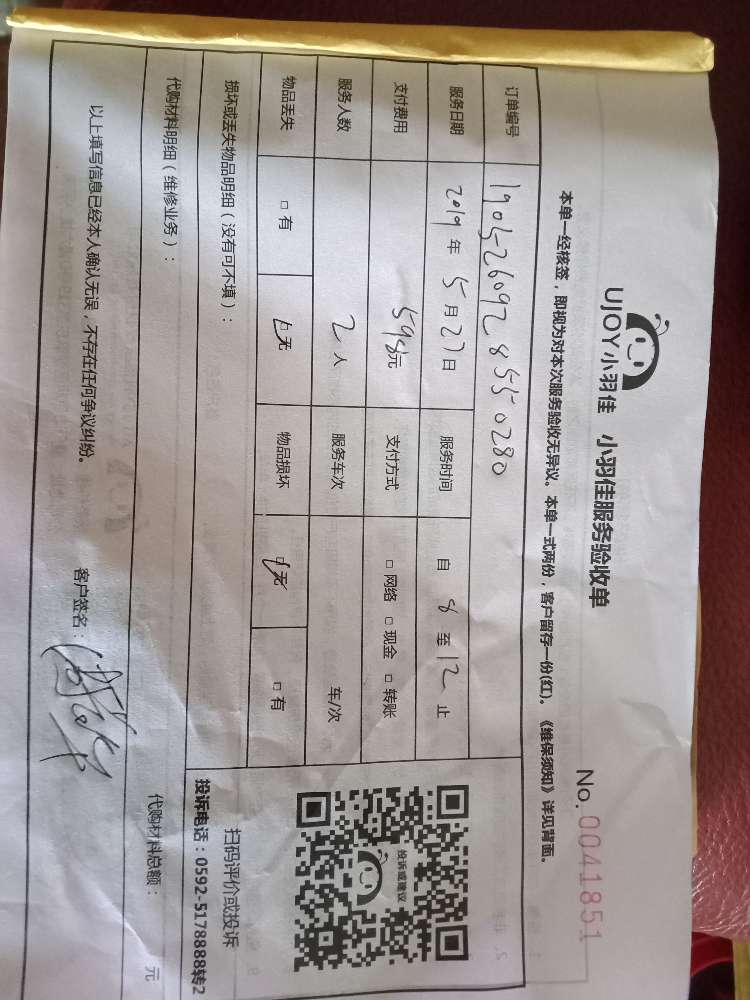 UJOY小羽佳 小羽佳服务验收单
No. 0041851
本单一经核签，即视为对本次服务验收无异议。本单一式两份，客户留存一份(红)。《维保须知》详见背面。
订单编号 1905260928550280
服务日期 2019年 5月27日 服务时间 自 8 至 12 止
支付费用 598元 支付方式 □ 网络 □ 现金 □ 转账
服务人数 2 人 服务车次 车/次
物品丢失 □ 有 □ 无 物品损坏 □ 无 □ 有
损坏或丢失物品明细（没有可不填）：
投诉或建议
扫码评价或投诉
投诉电话：0592-5178888转2
代购材料明细（维修业务）：
代购材料总额： 元
以上填写信息已经本人确认无误，不存在任何争议纠纷。
客户签名：